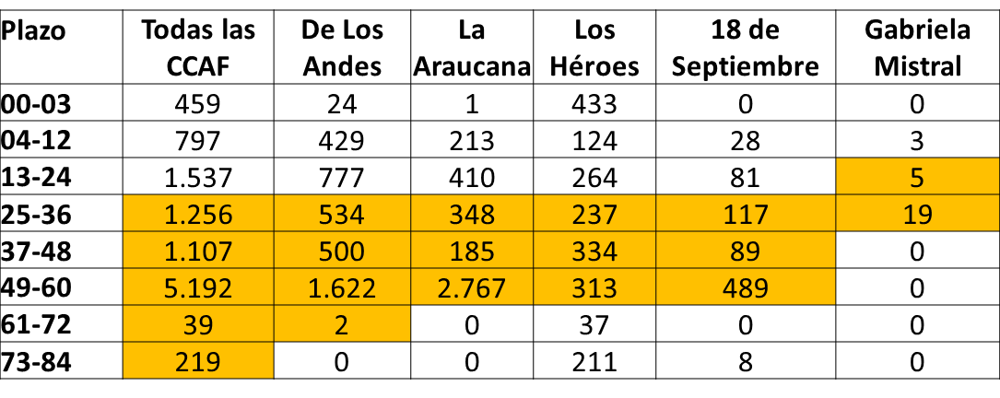 Plazo Todas las CCAF De Los Andes La Araucana Los Héroes 18 de Septiembre Gabriela Mistral
00-03 459 24 1 433 0 0
04-12 797 429 213 124 28 3
13-24 1.537 777 410 264 81 5
25-36 1.256 534 348 237 117 19
37-48 1.107 500 185 334 89 0
49-60 5.192 1.622 2.767 313 489 0
61-72 39 2 0 37 0 0
73-84 219 0 0 211 8 0